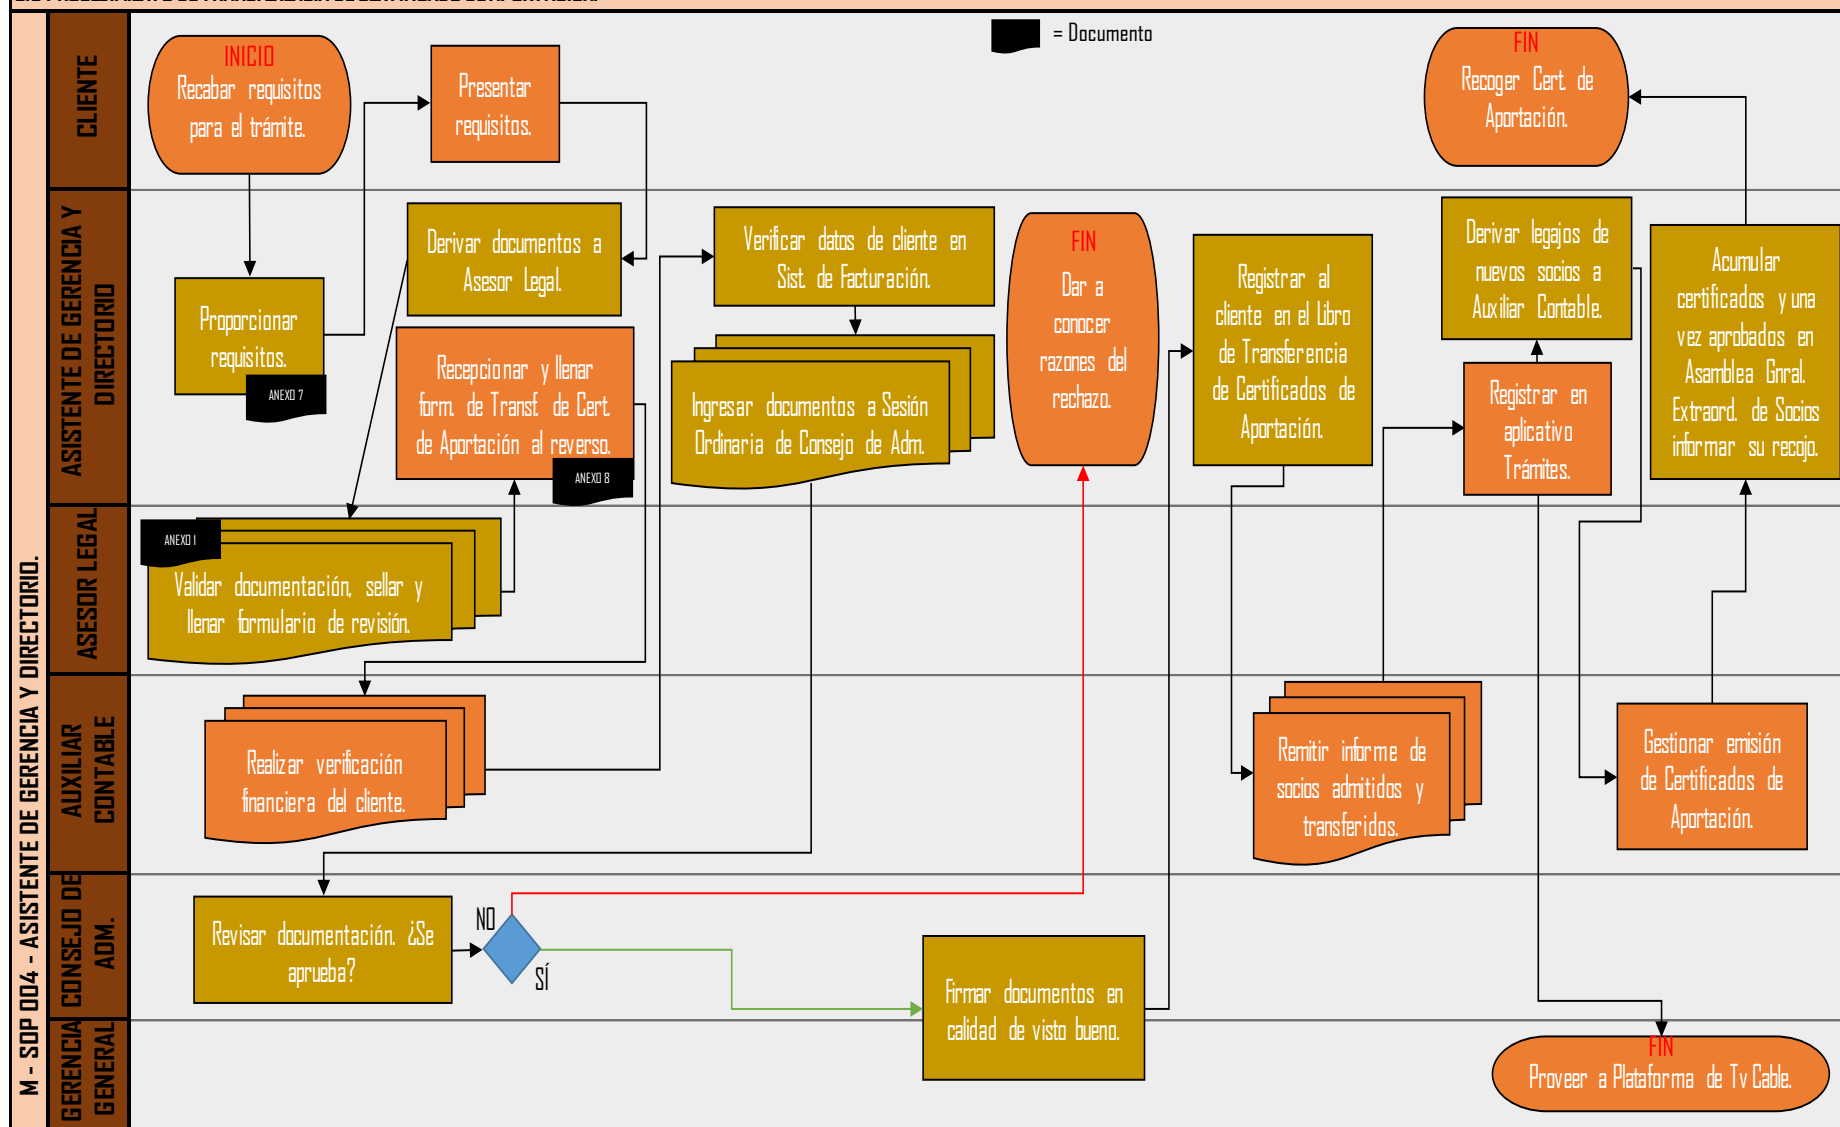 = Documento
M - SOP 004 - ASISTENTE DE GERENCIA Y DIRECTORIO.
CLIENTE
INICIO
Recabar requisitos
para el trámite.
Presentar
requisitos.
FIN
Recoger Cert. de
Aportación.
ASISTENTE DE GERENCIA Y
DIRECTORIO
Proporcionar
requisitos.
ANEXO 7
Derivar documentos a
Asesor Legal.
Recepcionar y llenar
form. de Transf. de Cert.
de Aportación al reverso.
ANEXO 8
Verificar datos de cliente en
Sist. de Facturación.
Ingresar documentos a Sesión
Ordinaria de Consejo de Adm.
FIN
Dar a
conocer
razones del
rechazo.
Registrar al
cliente en el Libro
de Transferencia
de Certificados de
Aportación.
Derivar legajos de
nuevos socios a
Auxiliar Contable.
Registrar en
aplicativo
Trámites.
Acumular
certificados y una
vez aprobados en
Asamblea Gnral.
Extraord. de Socios
informar su recojo.
ASESOR LEGAL
ANEXO 1
Validar documentación, sellar y
llenar formulario de revisión.
AUXILIAR
CONTABLE
Realizar verificación
financiera del cliente.
Remitir informe de
socios admitidos y
transferidos.
Gestionar emisión
de Certificados de
Aportación.
CONSEJO DE
ADM.
Revisar documentación. ¿Se
aprueba?
NO
SÍ
Firmar documentos en
calidad de visto bueno.
GERENCIA
GENERAL
FIN
Proveer a Plataforma de Tv Cable.